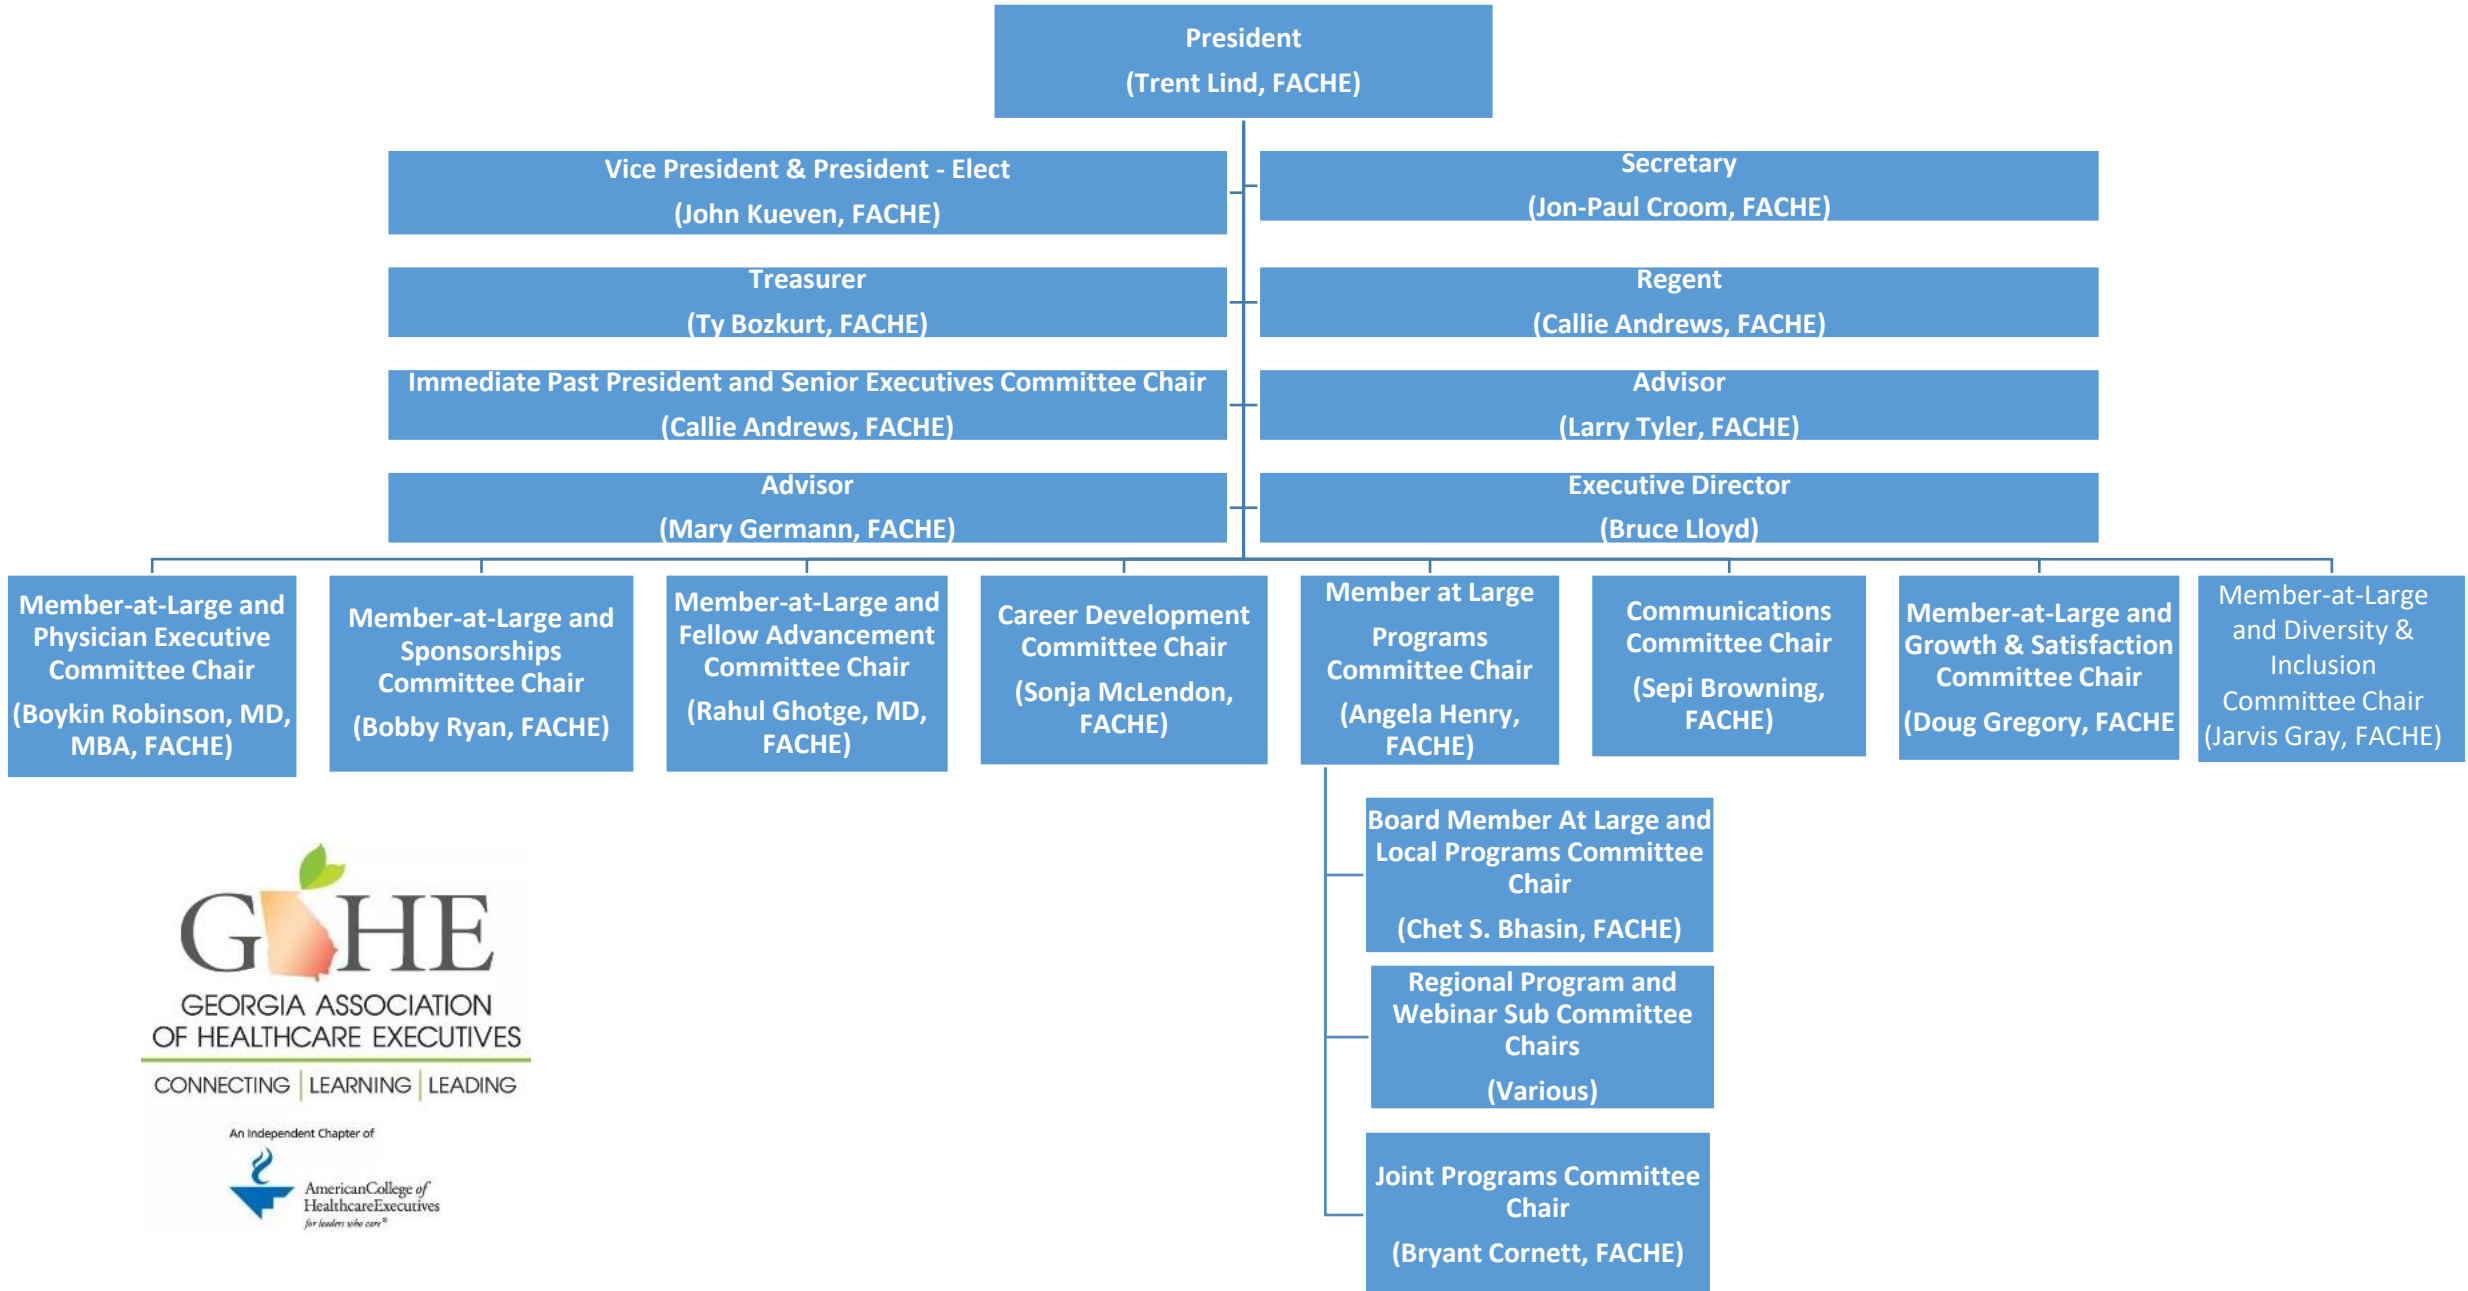 President
(Trent Lind, FACHE)
Vice President & President - Elect
(John Kueven, FACHE)
Secretary
(Jon-Paul Croom, FACHE)
Treasurer
(Ty Bozkurt, FACHE)
Regent
(Callie Andrews, FACHE)
Immediate Past President and Senior Executives Committee Chair
(Callie Andrews, FACHE)
Advisor
(Larry Tyler, FACHE)
Advisor
(Mary Germann, FACHE)
Executive Director
(Bruce Lloyd)
Member-at-Large and
Physician Executive
Committee Chair
(Boykin Robinson, MD,
MBA, FACHE)
Member-at-Large and
Sponsorships
Committee Chair
(Bobby Ryan, FACHE)
Member-at-Large and
Fellow Advancement
Committee Chair
(Rahul Ghotge, MD,
FACHE)
Career Development
Committee Chair
(Sonja McLendon,
FACHE)
Member at Large
Programs
Committee Chair
(Angela Henry,
FACHE)
Communications
Committee Chair
(Sepi Browning,
FACHE)
Member-at-Large and
Growth & Satisfaction
Committee Chair
(Doug Gregory, FACHE
Member-at-Large
and Diversity &
Inclusion
Committee Chair
(Jarvis Gray, FACHE)
Board Member At Large and
Local Programs Committee
Chair
(Chet S. Bhasin, FACHE)
Regional Program and
Webinar Sub Committee
Chairs
(Various)
Joint Programs Committee
Chair
(Bryant Cornett, FACHE)
GAHE
GEORGIA ASSOCIATION
OF HEALTHCARE EXECUTIVES
CONNECTING | LEARNING | LEADING
An Independent Chapter of
AmericanCollege of
HealthcareExecutives
for leaders who care®